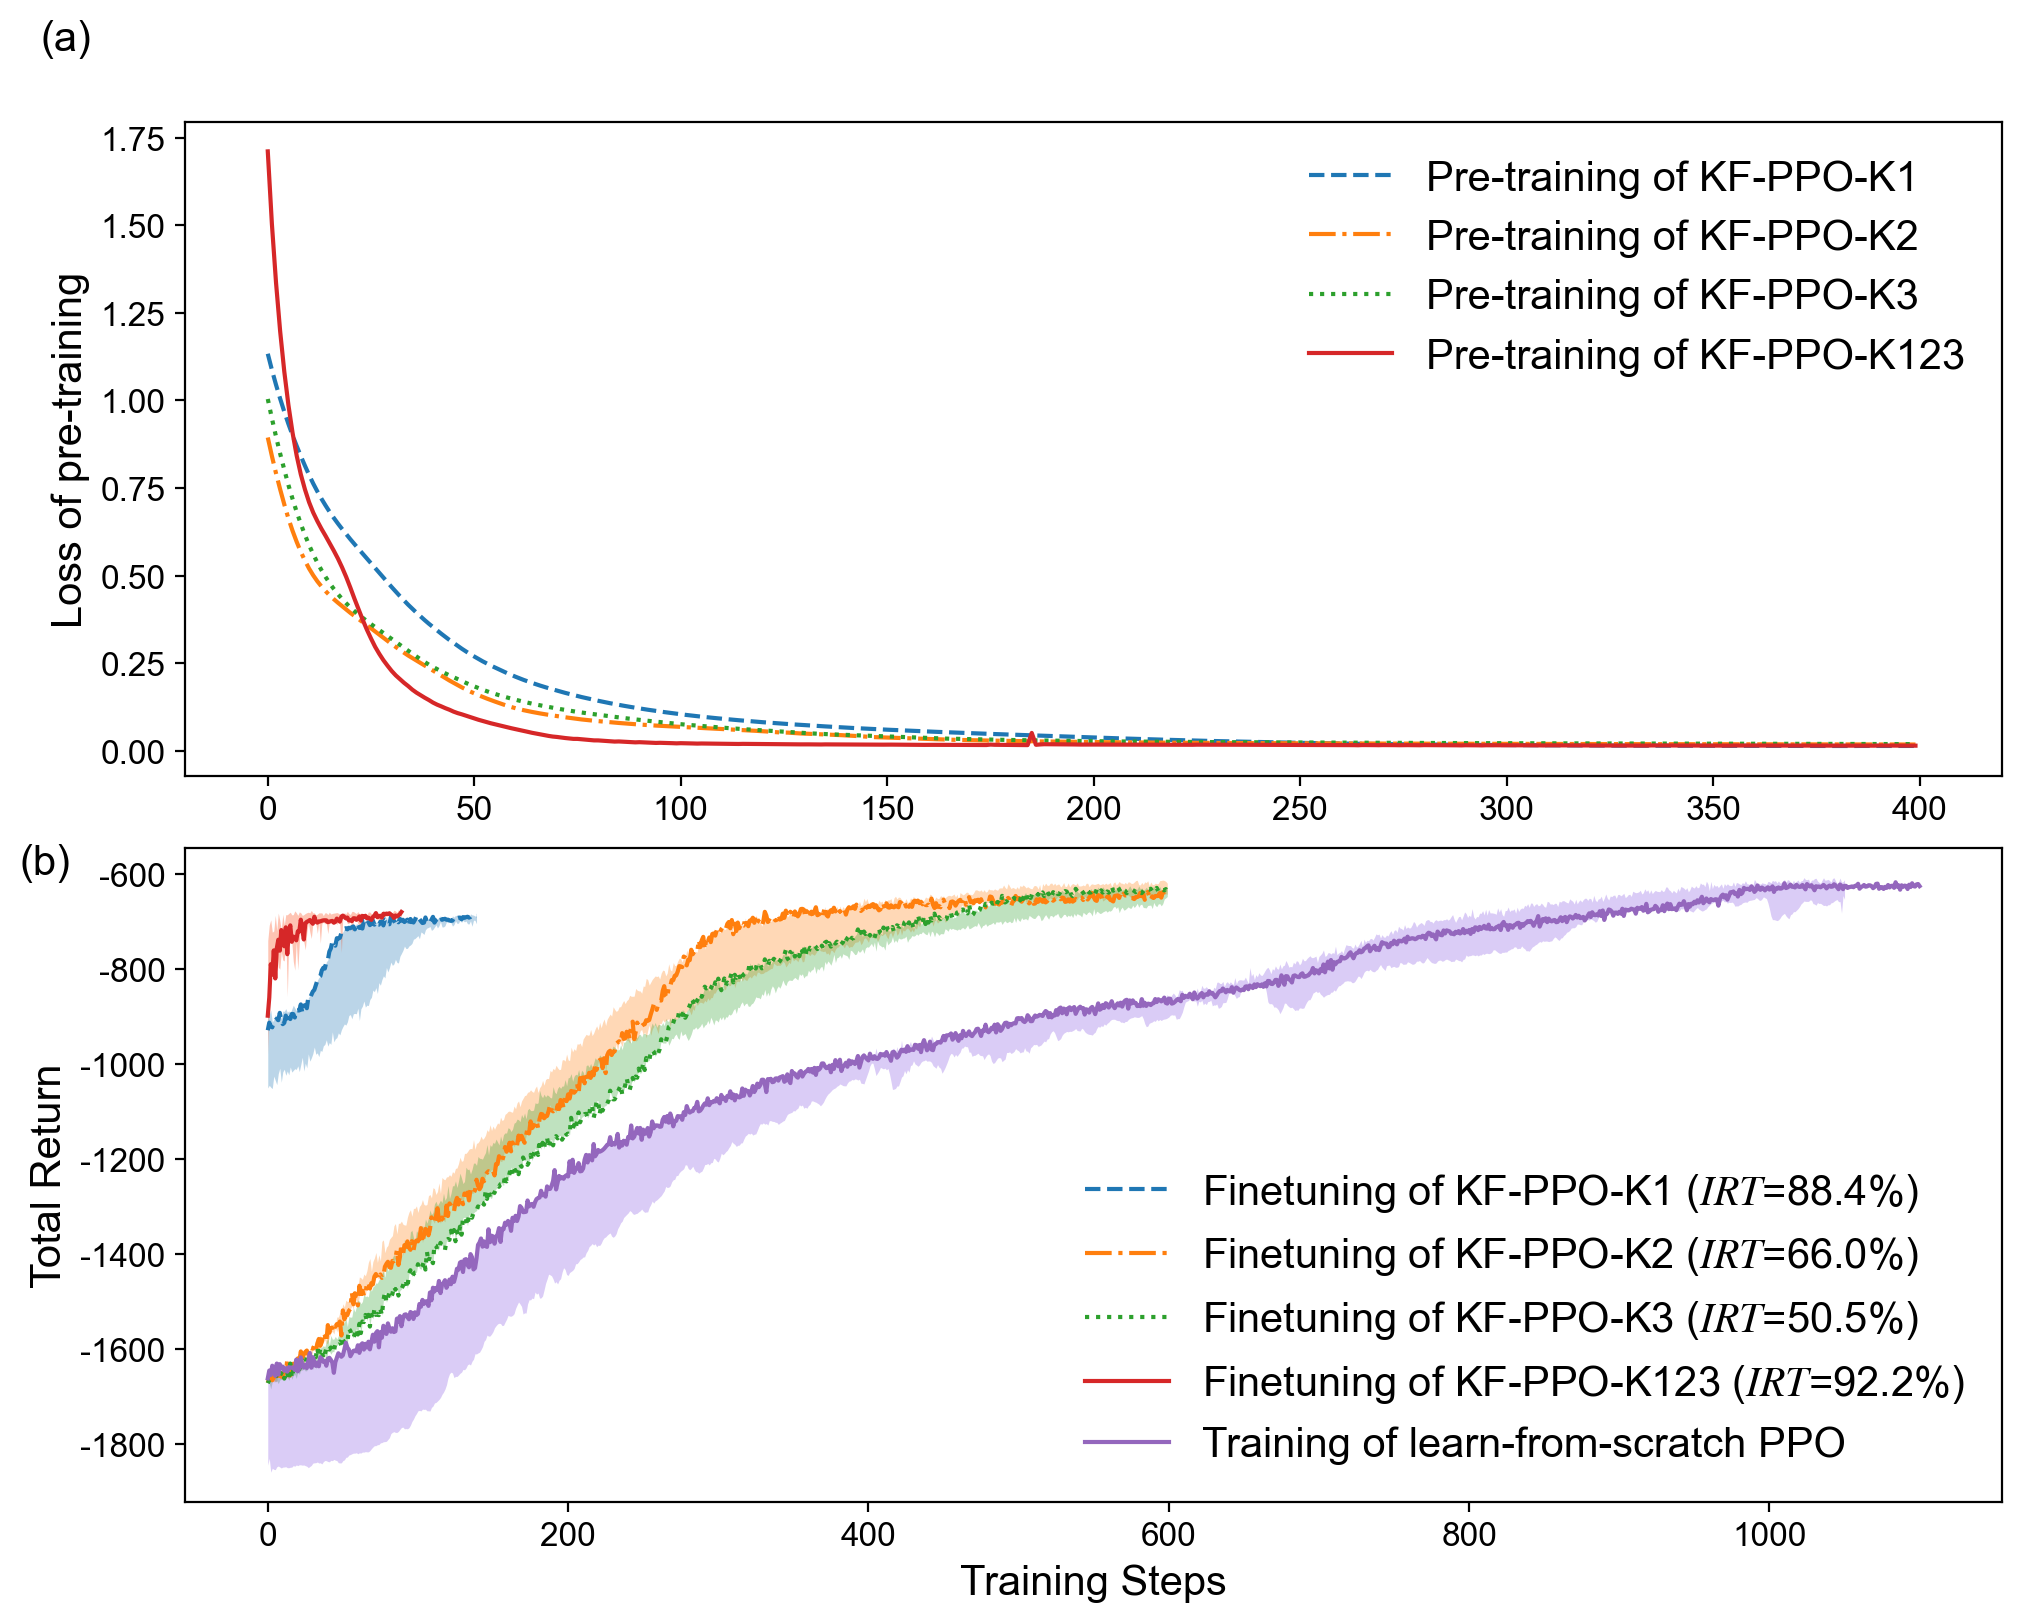 (a)
Loss of pre-training
1.75
1.50
1.25
1.00
0.75
0.50
0.25
0.00
Pre-training of KF-PPO-K1
Pre-training of KF-PPO-K2
Pre-training of KF-PPO-K3
Pre-training of KF-PPO-K123
0 50 100 150 200 250 300 350 400
(b)
Total Return
-600
-800
-1000
-1200
-1400
-1600
-1800
Finetuning of KF-PPO-K1 (IRT=88.4%)
Finetuning of KF-PPO-K2 (IRT=66.0%)
Finetuning of KF-PPO-K3 (IRT=50.5%)
Finetuning of KF-PPO-K123 (IRT=92.2%)
Training of learn-from-scratch PPO
0 200 400 600 800 1000
Training Steps